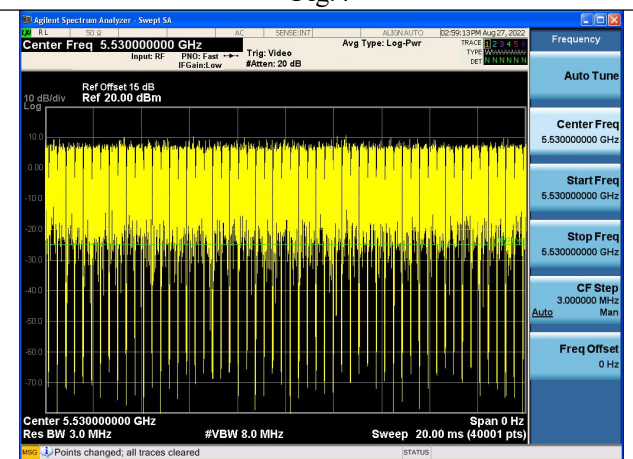 Agilent Spectrum Analyzer - Swept SA
RL 50 Ω AC SENSE:INT ALIGN AUTO 02:59:13 PM Aug 27, 2022
Center Freq 5.530000000 GHz
Input: RF PNO: Fast
IFGain:Low
Trig: Video
#Atten: 20 dB
Avg Type: Log-Pwr
TRACE 1 2 3 4 5 6
TYPE
DET N N N N N N
Ref Offset 15 dB
10 dB/div Ref 20.00 dBm
Log
10.0
0.00
-10.0
-20.0
-30.0
-40.0
-50.0
-60.0
-70.0
Center 5.530000000 GHz Span 0 Hz
Res BW 3.0 MHz #VBW 8.0 MHz Sweep 20.00 ms (40001 pts)
MSG Points changed; all traces cleared STATUS
Frequency
Auto Tune
Center Freq
5.530000000 GHz
Start Freq
5.530000000 GHz
Stop Freq
5.530000000 GHz
CF Step
3.000000 MHz
Auto Man
Freq Offset
0 Hz